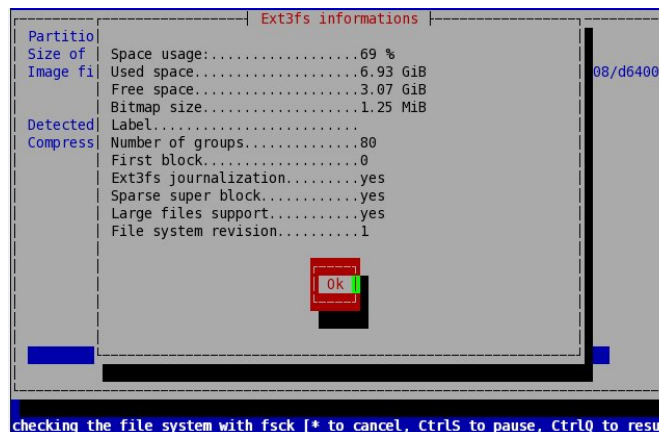 Ext3fs informations
Partitio
Size of
Image fi
08/d6400
Detected
Compress
Space usage:..................69 %
Used space....................6.93 GiB
Free space....................3.07 GiB
Bitmap size...................1.25 MiB
Label.........................
Number of groups..............80
First block...................0
Ext3fs journalization.........yes
Sparse super block............yes
Large files support...........yes
File system revision..........1
Ok
checking the file system with fsck [* to cancel, CtrlS to pause, CtrlQ to resu